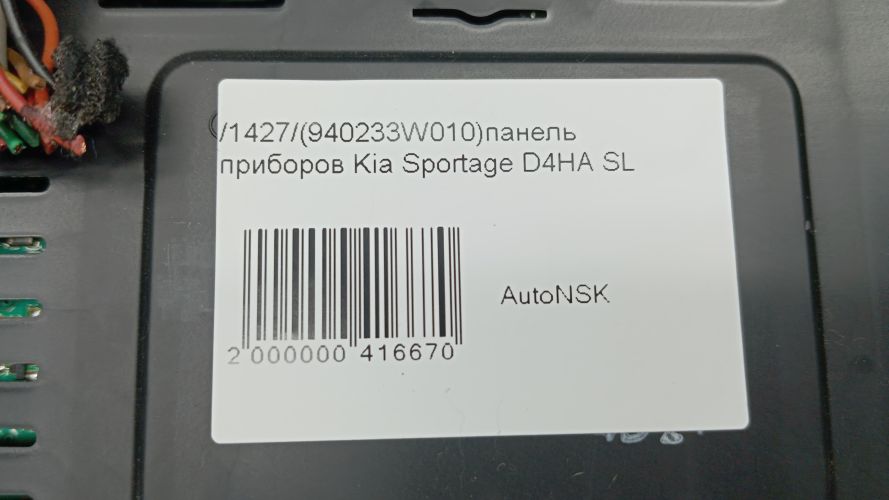 /1427/(940233W010)панель
приборов Kia Sportage D4HA SL
AutoNSK
2 000000 416670